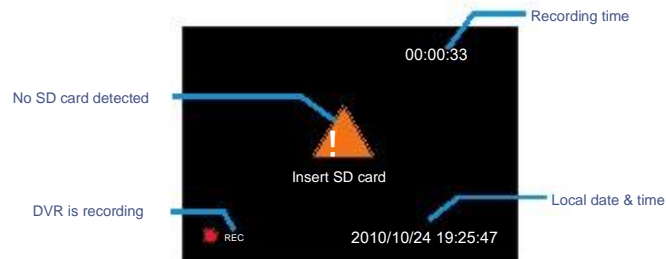 Recording time
00:00:33
No SD card detected
!
Insert SD card
Local date & time
DVR is recording
REC
2010/10/24 19:25:47